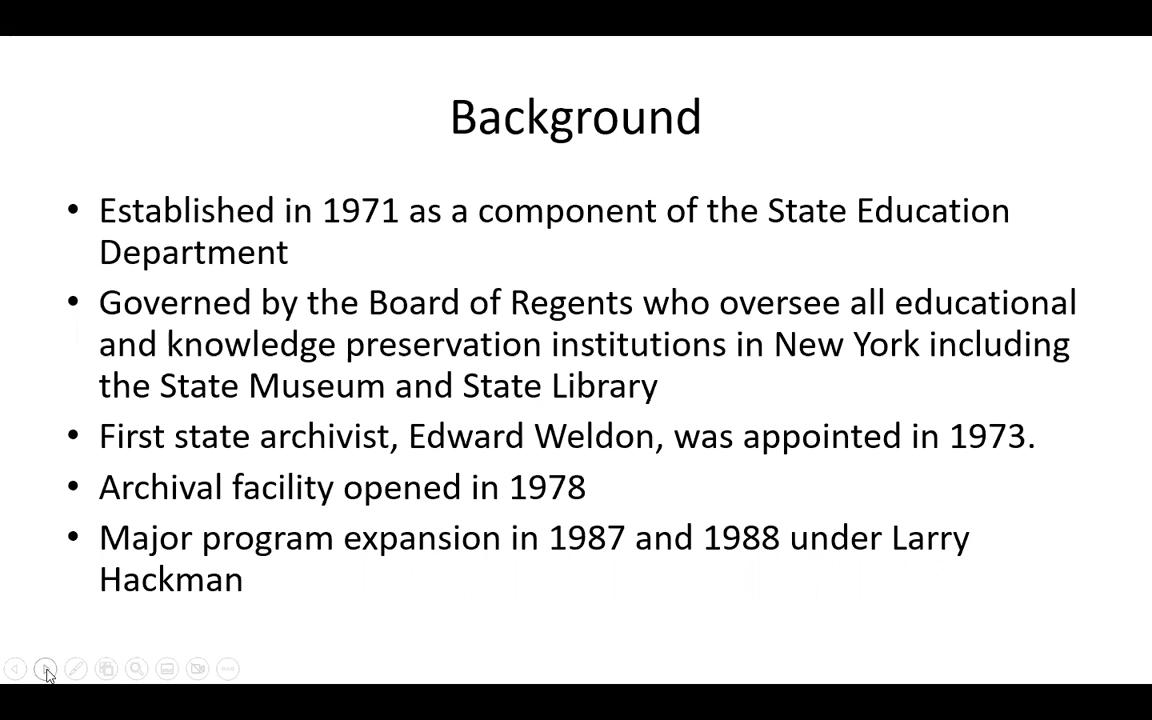 Background
• Established in 1971 as a component of the State Education
Department
• Governed by the Board of Regents who oversee all educational
and knowledge preservation institutions in New York including
the State Museum and State Library
• First state archivist, Edward Weldon, was appointed in 1973.
• Archival facility opened in 1978
• Major program expansion in 1987 and 1988 under Larry
Hackman